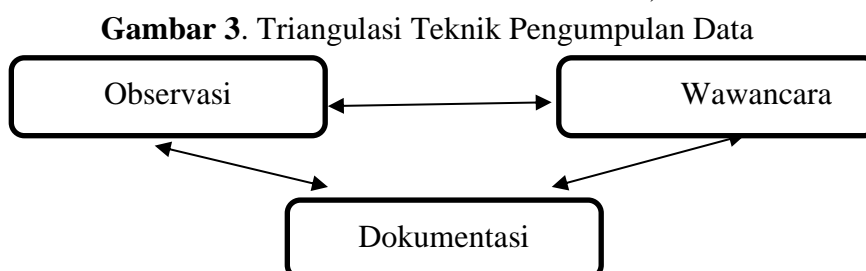 Gambar 3. Triangulasi Teknik Pengumpulan Data
Observasi
Wawancara
Dokumentasi